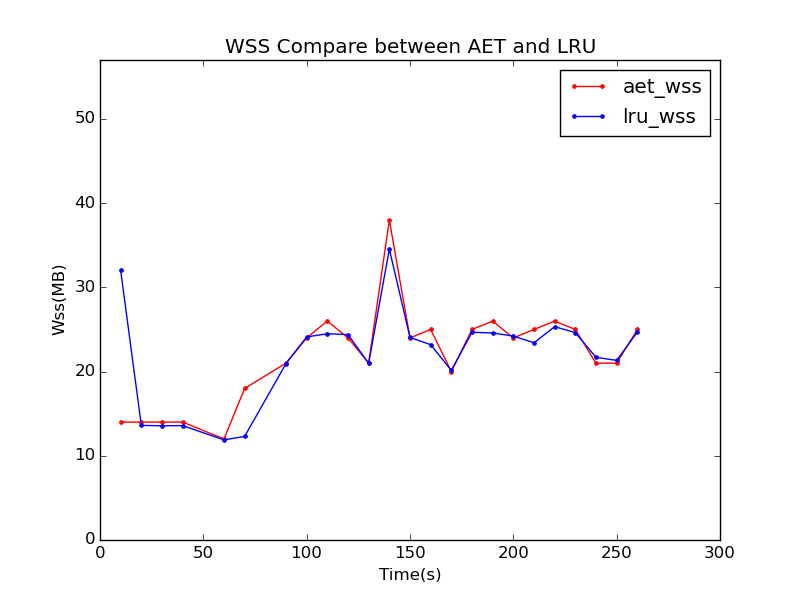 WSS Compare between AET and LRU
aet_wss
lru_wss
50
40
30
20
10
0
Wss(MB)
0 50 100 150 200 250 300
Time(s)